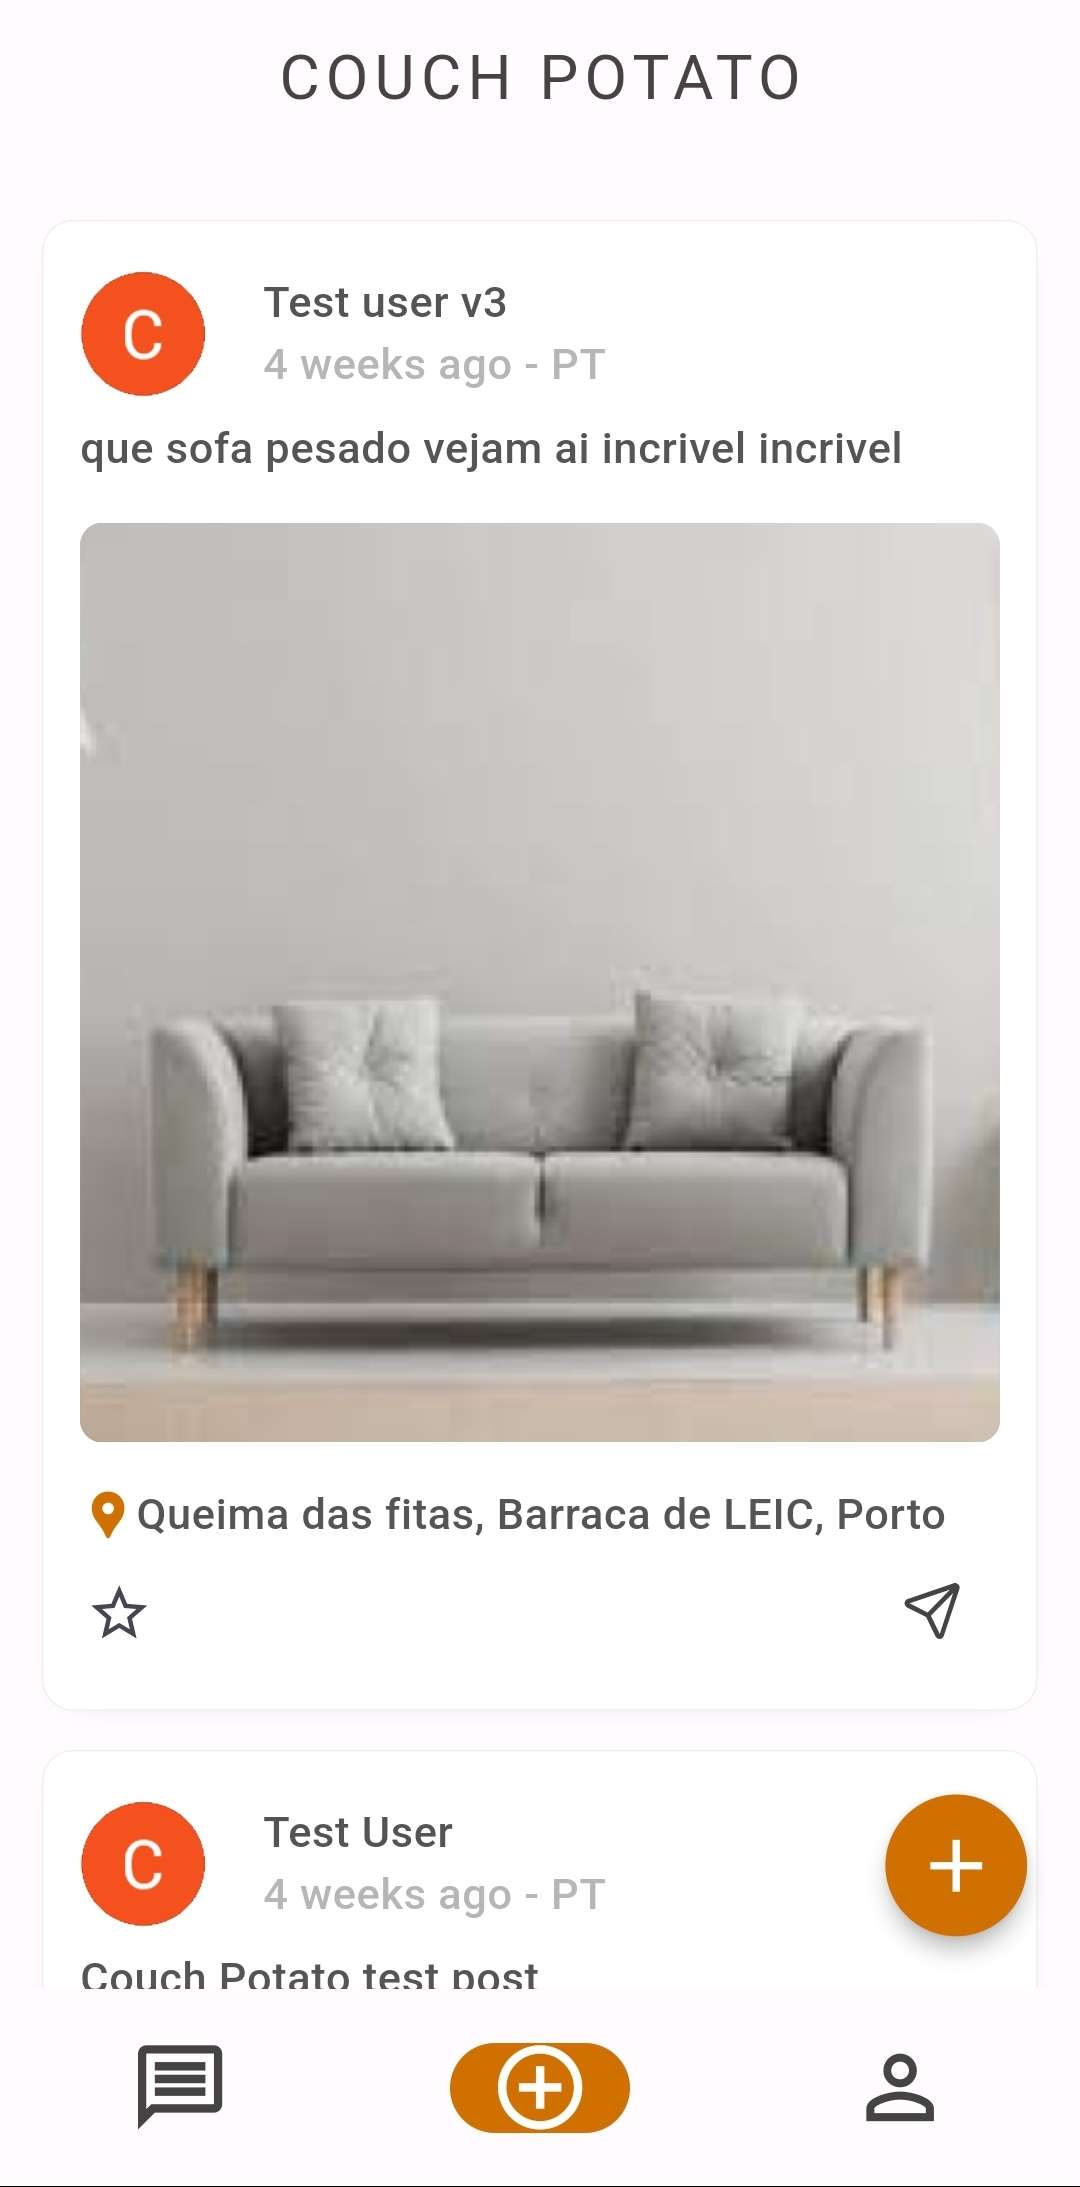 COUCH POTATO
C
Test user v3
4 weeks ago - PT
que sofa pesado vejam ai incrivel incrivel
Queima das fitas, Barraca de LEIC, Porto
C
Test User
4 weeks ago - PT
Couch Potato test post